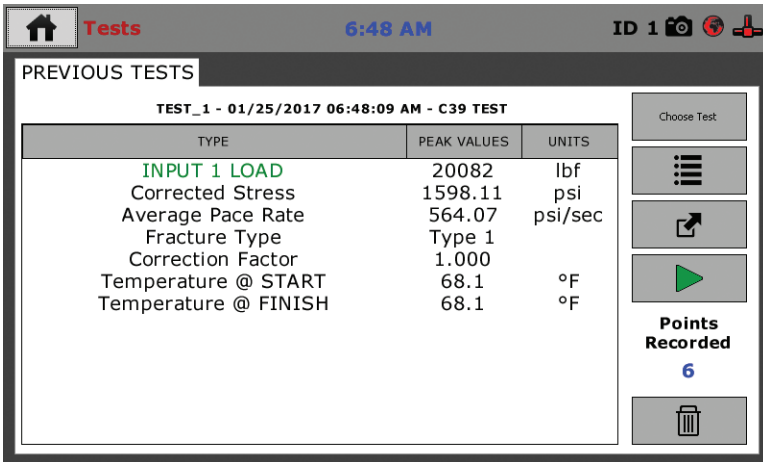 Tests 6:48 AM ID 1
PREVIOUS TESTS
TEST_1 - 01/25/2017 06:48:09 AM - C39 TEST
Choose Test
TYPE PEAK VALUES UNITS
INPUT 1 LOAD 20082 lbf
Corrected Stress 1598.11 psi
Average Pace Rate 564.07 psi/sec
Fracture Type Type 1
Correction Factor 1.000
Temperature @ START 68.1 °F
Temperature @ FINISH 68.1 °F
Points
Recorded
6